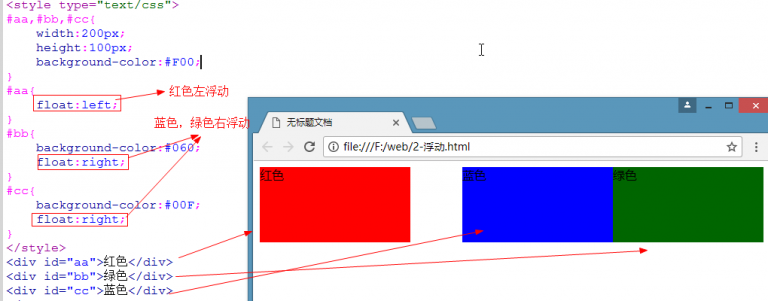 <style type="text/css">
#aa,#bb,#cc{
width:200px;
height:100px;
background-color:#F00;
}
#aa{
float:left;
红色左浮动
}
蓝色，绿色右浮动
#bb{
background-color:#060;
float:right;
}
#cc{
background-color:#00F;
float:right;
}
</style>
<div id="aa">红色</div>
<div id="bb">绿色</div>
<div id="cc">蓝色</div>
无标题文档
file:///F:/web/2-浮动.html
红色
蓝色
绿色